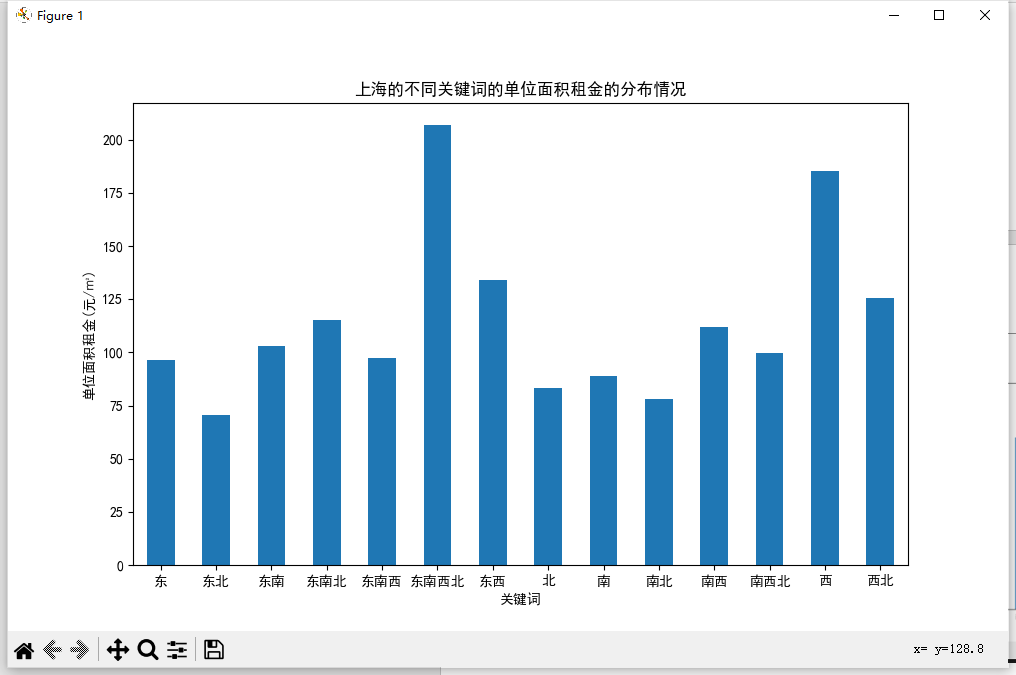 Figure 1
上海的不同关键词的单位面积租金的分布情况
200
175
150
125
100
75
50
25
0
单位面积租金(元/㎡)
东 东北 东南 东南北 东南西 东南西北 东西 北 南 南北 南西 南西北 西 西北
关键词
x= y=128.8